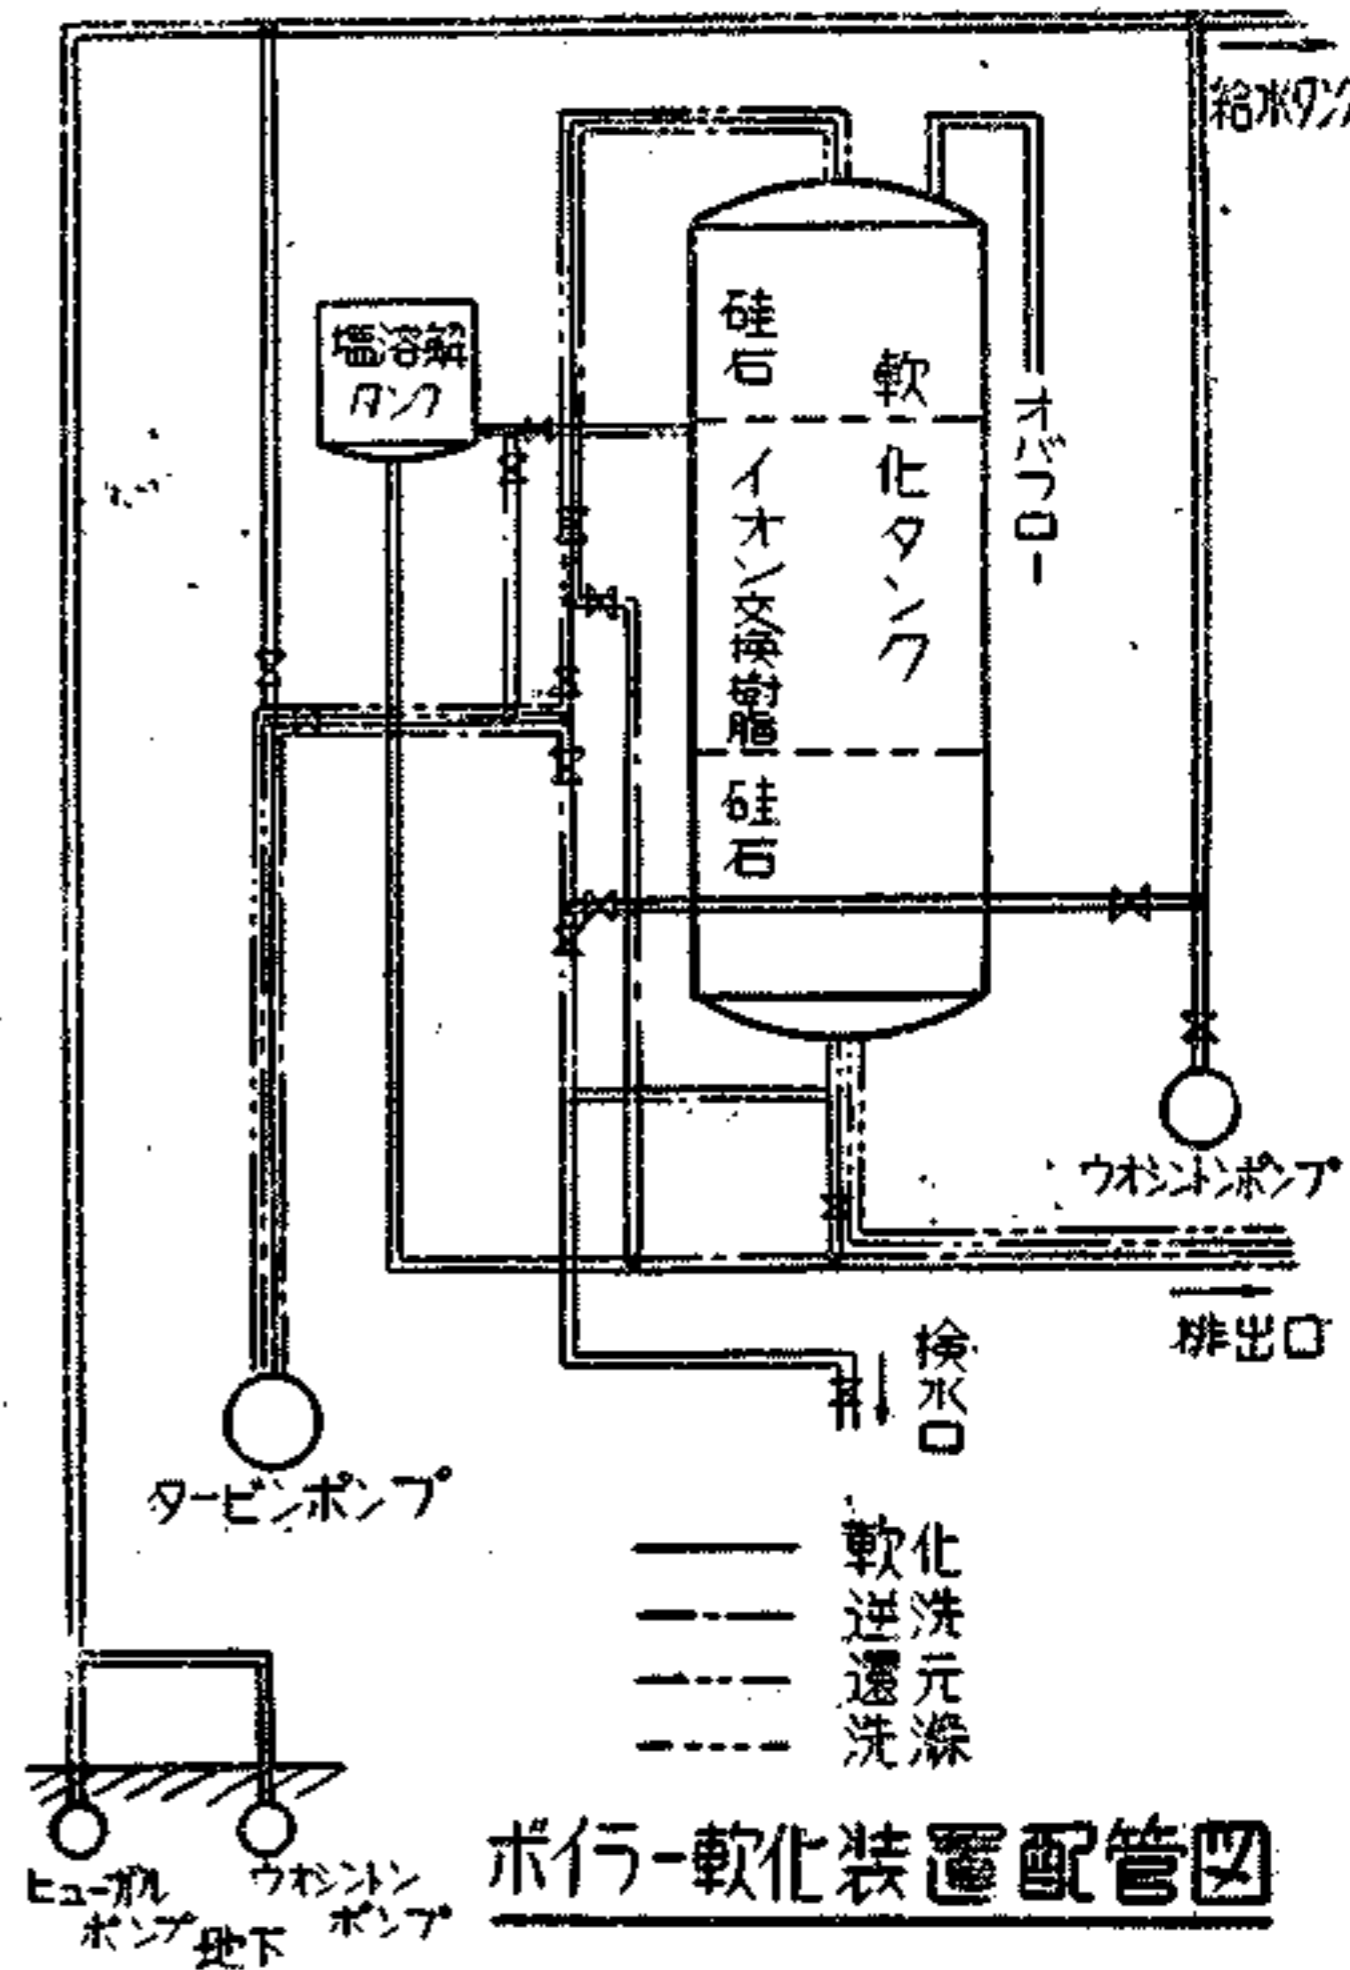 給水タンク
硅石
軟化タンク
塩溶解
タンク
オバフロー
イオン交換樹脂
硅石
ウオシントンポンプ
排出口
検水口
タービンポンプ
軟化
逆洗
還元
洗滌
ヒューガル
ポンプ
ウオシントン
ポンプ
地下
ボイラー軟化装置配管図